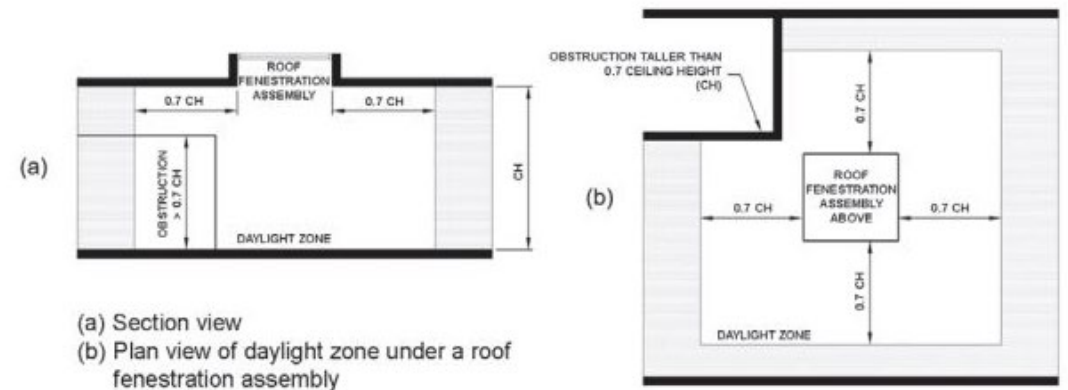 ROOF
FENESTRATION
ASSEMBLY
0.7 CH
0.7 CH
(a)
OBSTRUCTION
> 0.7 CH
CH
DAYLIGHT ZONE
(a) Section view
(b) Plan view of daylight zone under a roof
fenestration assembly
OBSTRUCTION TALLER THAN
0.7 CEILING HEIGHT
(CH)
0.7 CH
(b)
ROOF
FENESTRATION
ASSEMBLY
ABOVE
0.7 CH
0.7 CH
0.7 CH
DAYLIGHT ZONE